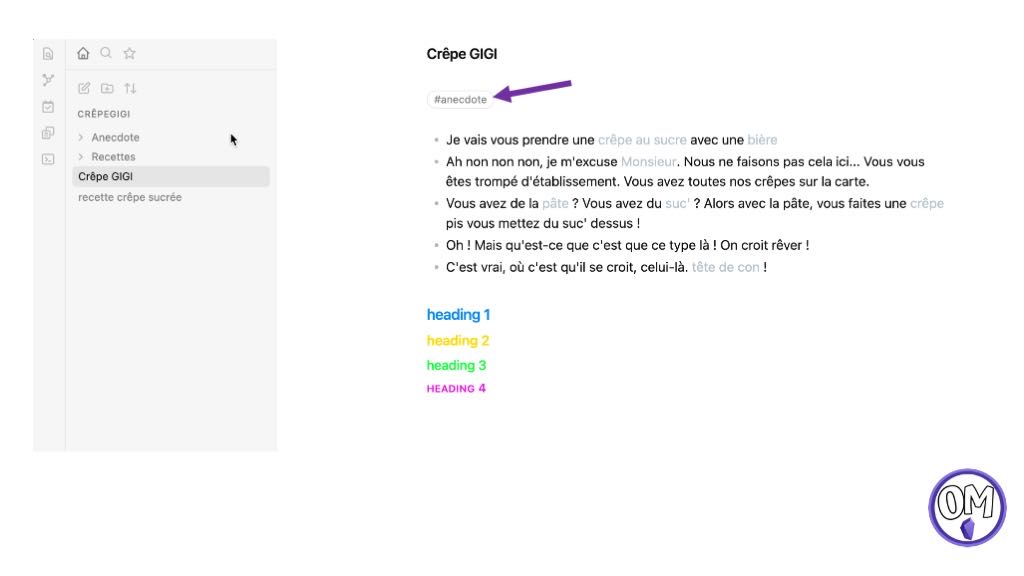 CRÊPEGIGI
Anecdote
Recettes
Crêpe GIGI
recette crêpe sucrée
Crêpe GIGI
#anecdote
Je vais vous prendre une crêpe au sucre avec une bière
Ah non non non, je m'excuse Monsieur. Nous ne faisons pas cela ici... Vous vous
êtes trompé d'établissement. Vous avez toutes nos crêpes sur la carte.
Vous avez de la pâte ? Vous avez du suc' ? Alors avec la pâte, vous faites une crêpe
pis vous mettez du suc' dessus !
Oh ! Mais qu'est-ce que c'est que ce type là ! On croit rêver !
C'est vrai, où c'est qu'il se croit, celui-là. tête de con !
heading 1
heading 2
heading 3
HEADING 4
OM